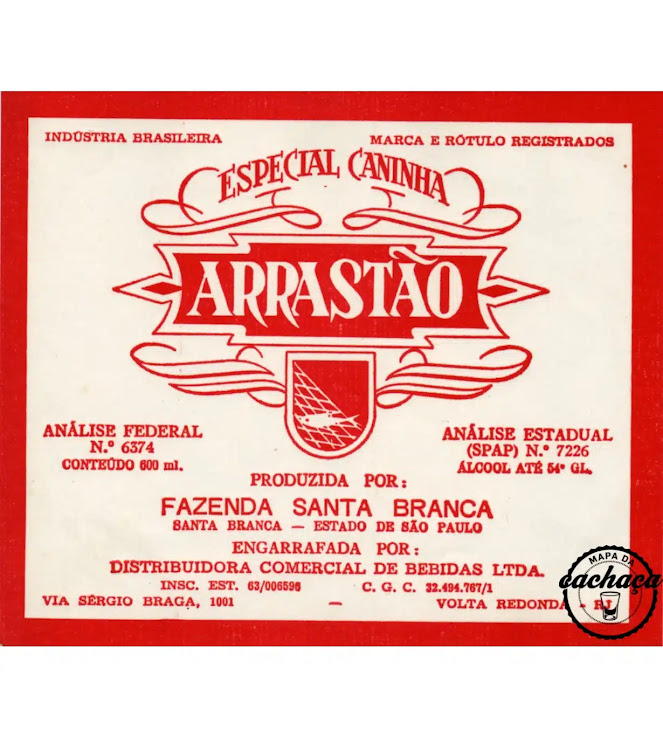 INDÚSTRIA BRASILEIRA
MARCA E RÓTULO REGISTRADOS
ESPECIAL CANINHA
ARRASTÃO
ANÁLISE FEDERAL
N.º 6374
CONTEÚDO 600 ml.
ANÁLISE ESTADUAL
(SPAP) N.º 7226
ÁLCOOL ATÉ 54º GL.
PRODUZIDA POR:
FAZENDA SANTA BRANCA
SANTA BRANCA — ESTADO DE SÃO PAULO
ENGARRAFADA POR:
DISTRIBUIDORA COMERCIAL DE BEBIDAS LTDA.
INSC. EST. 63/006596 C. G. C. 32.494.767/1
VIA SÉRGIO BRAGA, 1001 — VOLTA REDONDA - RJ
MAPA DA
cachaça